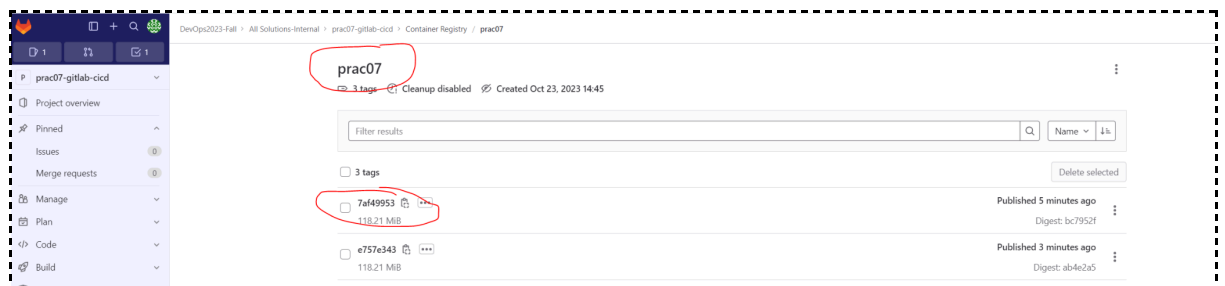 DevOps2023-Fall › All Solutions-Internal › prac07-gitlab-cicd › Container Registry / prac07
1 1
P prac07-gitlab-cicd
Project overview
Pinned
Issues 0
Merge requests 0
Manage
Plan
Code
Build
prac07
3 tags Cleanup disabled Created Oct 23, 2023 14:45
Filter results Name
3 tags Delete selected
7af49953 Published 5 minutes ago
118.21 MiB Digest: bc7952f
e757e343 Published 3 minutes ago
118.21 MiB Digest: ab4e2a5